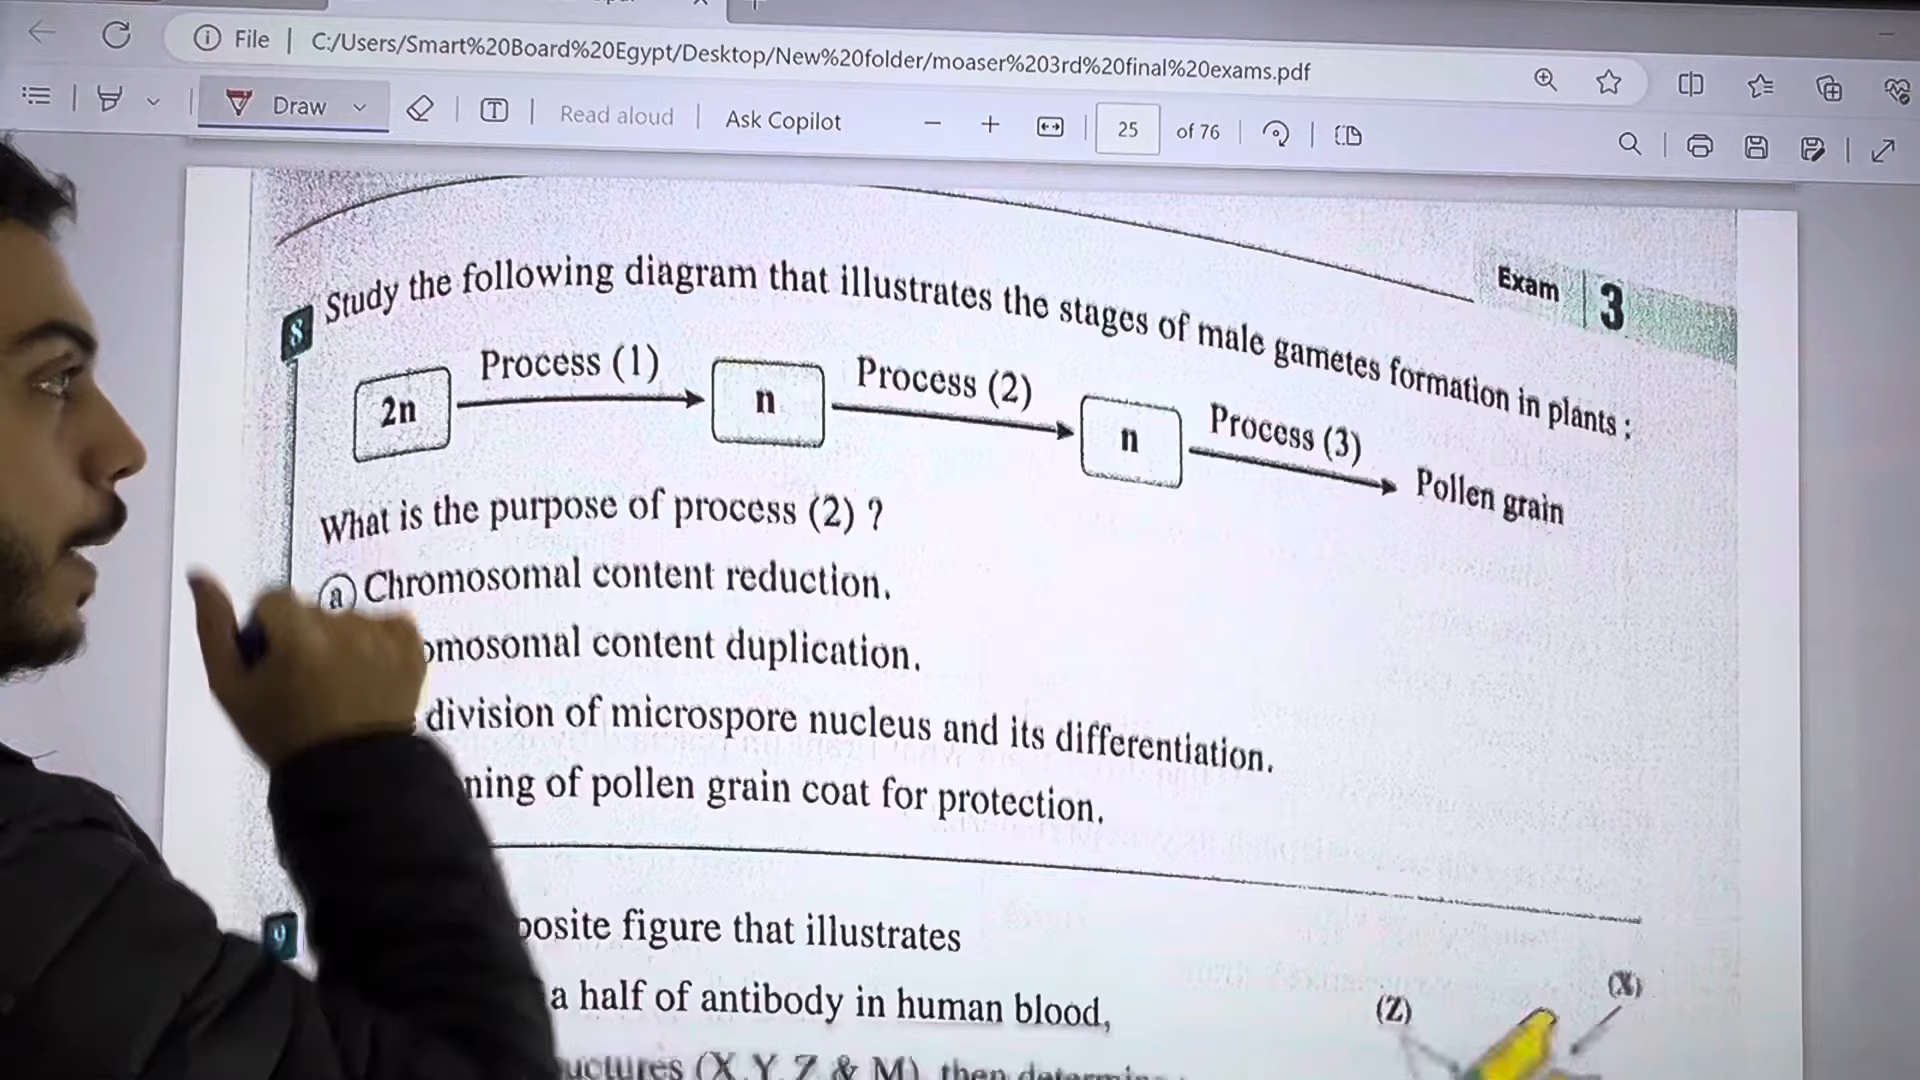 File | C:/Users/Smart%20Board%20Egypt/Desktop/New%20folder/moaser%203rd%20final%20exams.pdf
Draw
T
Read aloud
Ask Copilot
25
of 76
Exam 3
8 Study the following diagram that illustrates the stages of male gametes formation in plants :
2n
Process (1)
n
Process (2)
n
Process (3)
Pollen grain
What is the purpose of process (2) ?
a Chromosomal content reduction.
content duplication.
division of microspore nucleus and its differentiation.
of pollen grain coat for protection.
9
figure that illustrates
a half of antibody in human blood,
(X, Y, Z & M), then
(Z)
(X)